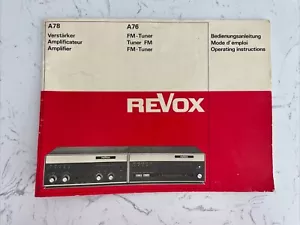 A78
Verstärker
Amplificateur
Amplifier
A76
FM-Tuner
Tuner FM
FM-Tuner
Bedienungsanleitung
Mode d'emploi
Operating instructions
REVOX